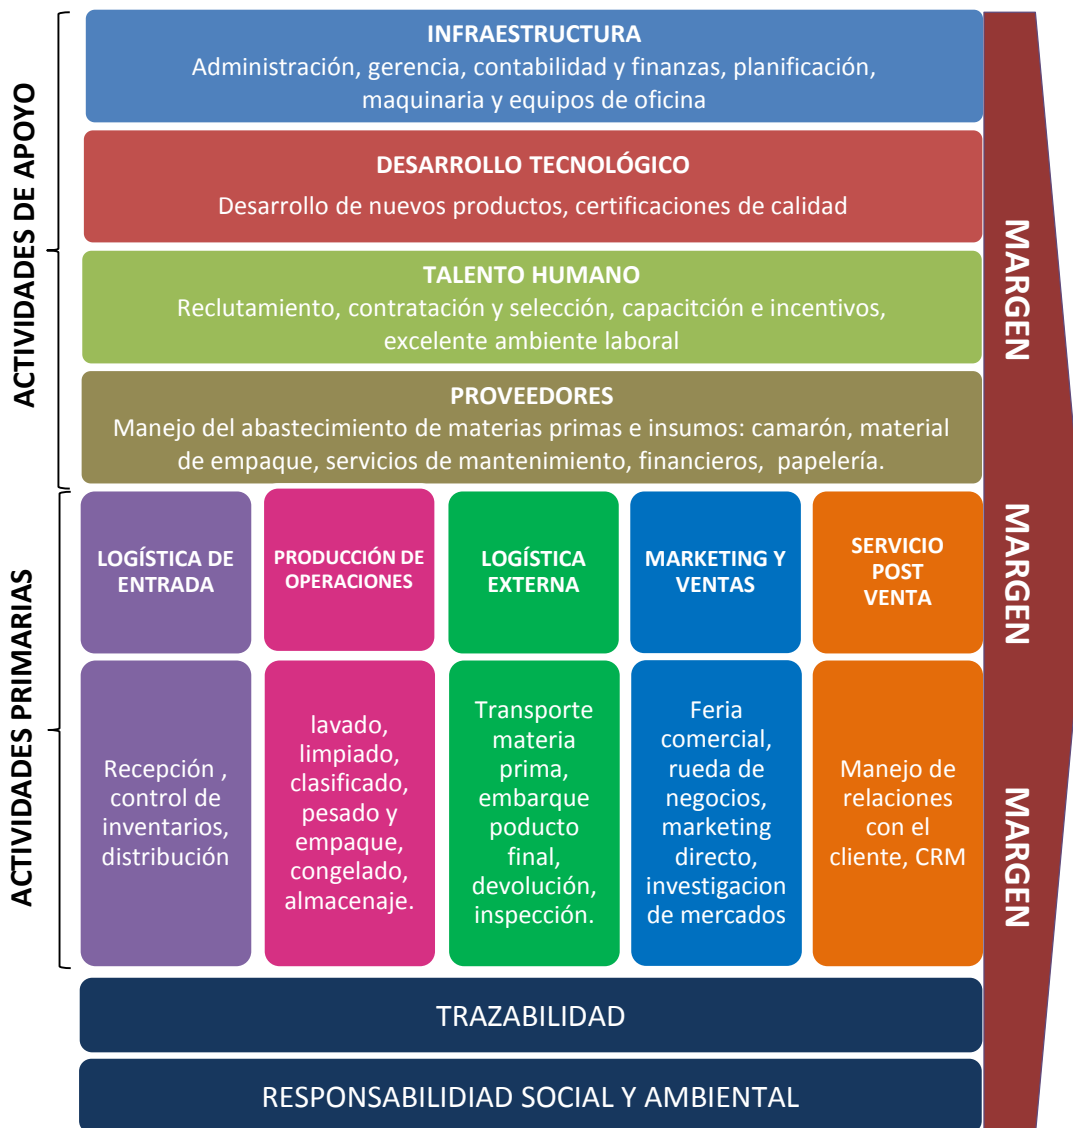 ACTIVIDADES DE APOYO
INFRAESTRUCTURA
Administración, gerencia, contabilidad y finanzas, planificación,
maquinaria y equipos de oficina
DESARROLLO TECNOLÓGICO
Desarrollo de nuevos productos, certificaciones de calidad
TALENTO HUMANO
Reclutamiento, contratación y selección, capacitción e incentivos,
excelente ambiente laboral
PROVEEDORES
Manejo del abastecimiento de materias primas e insumos: camarón, material
de empaque, servicios de mantenimiento, financieros, papelería.
ACTIVIDADES PRIMARIAS
LOGÍSTICA DE
ENTRADA
PRODUCCIÓN DE
OPERACIONES
LOGÍSTICA
EXTERNA
MARKETING Y
VENTAS
SERVICIO
POST
VENTA
Recepción ,
control de
inventarios,
distribución
lavado,
limpiado,
clasificado,
pesado y
empaque,
congelado,
almacenaje.
Transporte
materia
prima,
embarque
poducto
final,
devolución,
inspección.
Feria
comercial,
rueda de
negocios,
marketing
directo,
investigacion
de mercados
Manejo de
relaciones
con el
cliente, CRM
TRAZABILIDAD
RESPONSABILIDIAD SOCIAL Y AMBIENTAL
MARGEN
MARGEN
MARGEN